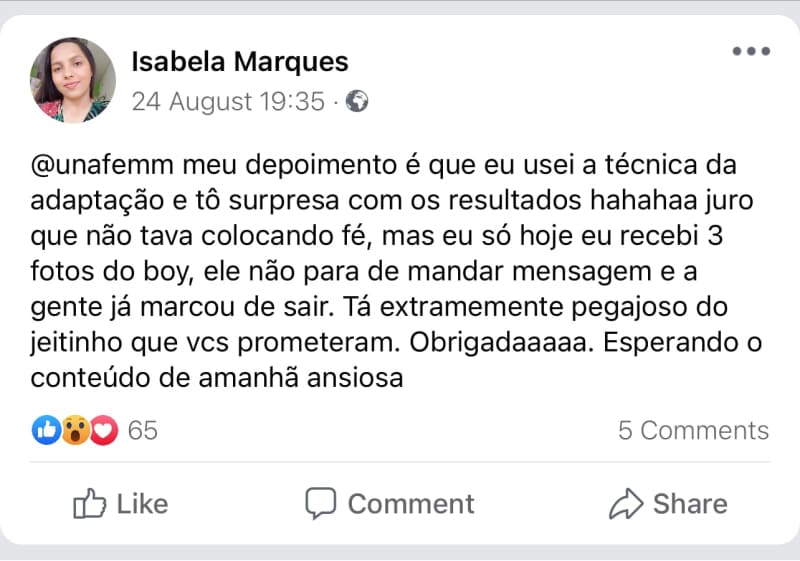 Isabela Marques
24 August 19:35 ·
@unafemm meu depoimento é que eu usei a técnica da
adaptação e tô surpresa com os resultados hahahaa juro
que não tava colocando fé, mas eu só hoje eu recebi 3
fotos do boy, ele não para de mandar mensagem e a
gente já marcou de sair. Tá extramemente pegajoso do
jeitinho que vcs prometeram. Obrigadaaaaa. Esperando o
conteúdo de amanhã ansiosa
65
5 Comments
Like
Comment
Share